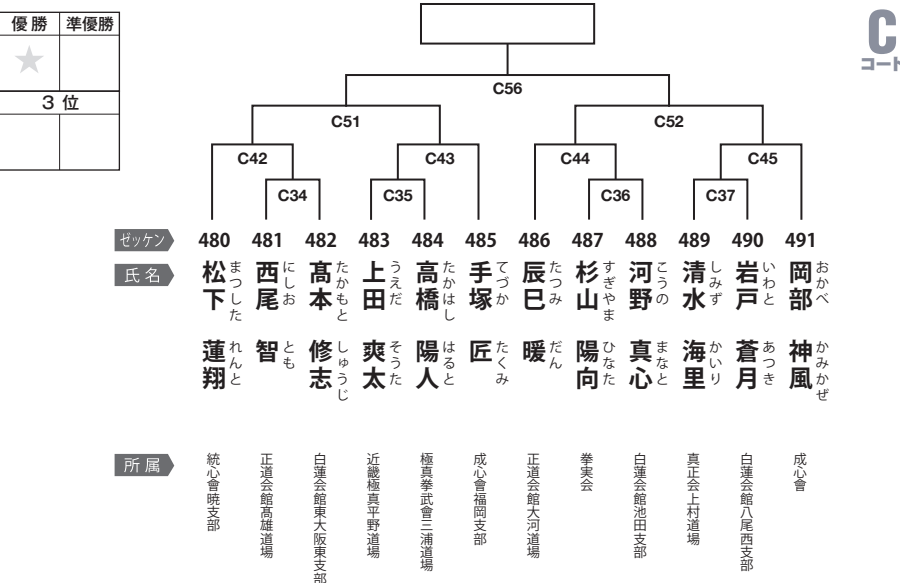 優勝 準優勝
★
3 位
C
コート
C56
C51 C52
C42 C43 C44 C45
C34 C35 C36 C37
ゼッケン 480 481 482 483 484 485 486 487 488 489 490 491
氏名
松下 蓮翔 まつした れんと
西尾 智 にしお とも
髙本 修志 たかもと しゅうじ
上田 爽太 うえだ そうた
高橋 陽人 たかはし はると
手塚 匠 てづか たくみ
辰巳 暖 たつみ だん
杉山 陽向 すぎやま ひなた
河野 真心 こうの まなと
清水 海里 しみず かいり
岩戸 蒼月 いわと あつき
岡部 神風 おかべ かみかぜ
所属
統心會暁支部
正道会館髙雄道場
白蓮会館東大阪東支部
近畿極真平野道場
極真拳武會三浦道場
成心會福岡支部
正道会館大河道場
拳実会
白蓮会館池田支部
真正会上村道場
白蓮会館八尾西支部
成心會